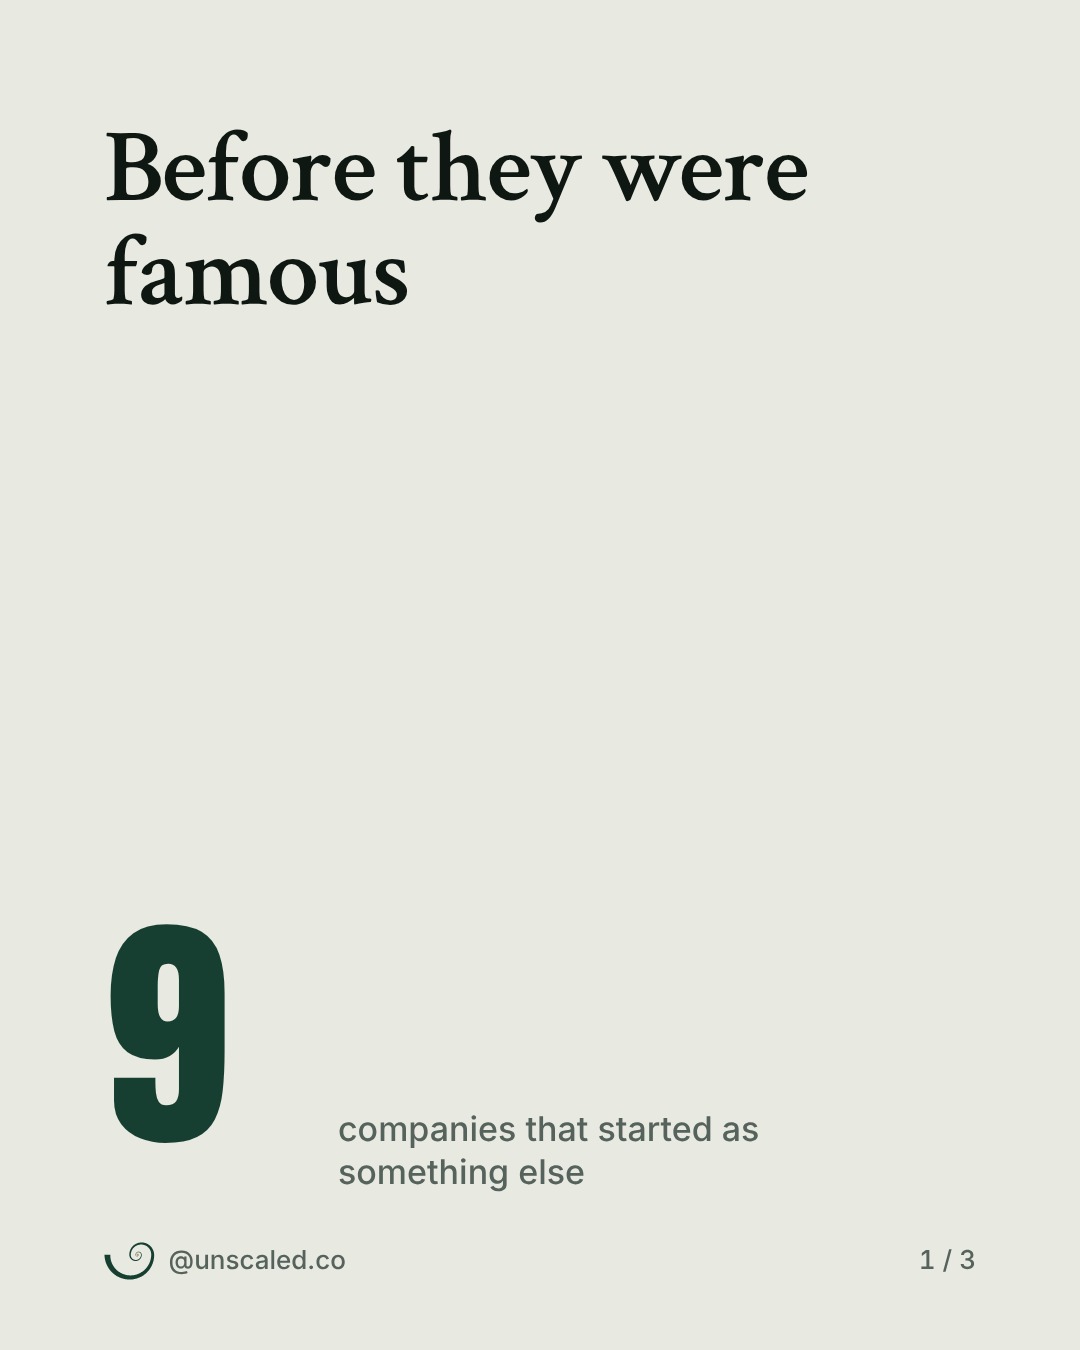 Before they were
famous
9
companies that started as
something else
@unscaled.co
1 / 3